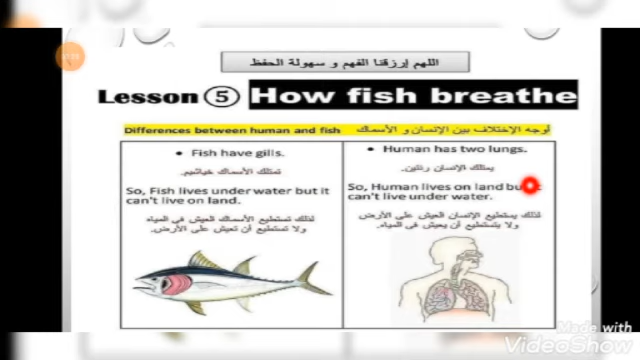 اللهم إرزقنا الفهم و سهولة الحفظ
Lesson 5 How fish breathe
Differences between human and fish أوجه الإختلاف بين الإنسان و الأسماك
• Fish have gills.
تمتلك الأسماك خياشيم.
So, Fish lives under water but it
can't live on land.
لذلك تستطيع الأسماك العيش في المياه
ولا تستطيع أن تعيش على الأرض.
• Human has two lungs.
يمتلك الإنسان رئتين.
So, Human lives on land but it
can't live under water.
لذلك يستطيع الإنسان العيش على الأرض
ولا يستطيع أن يعيش في المياه.
Made with
VideoShow